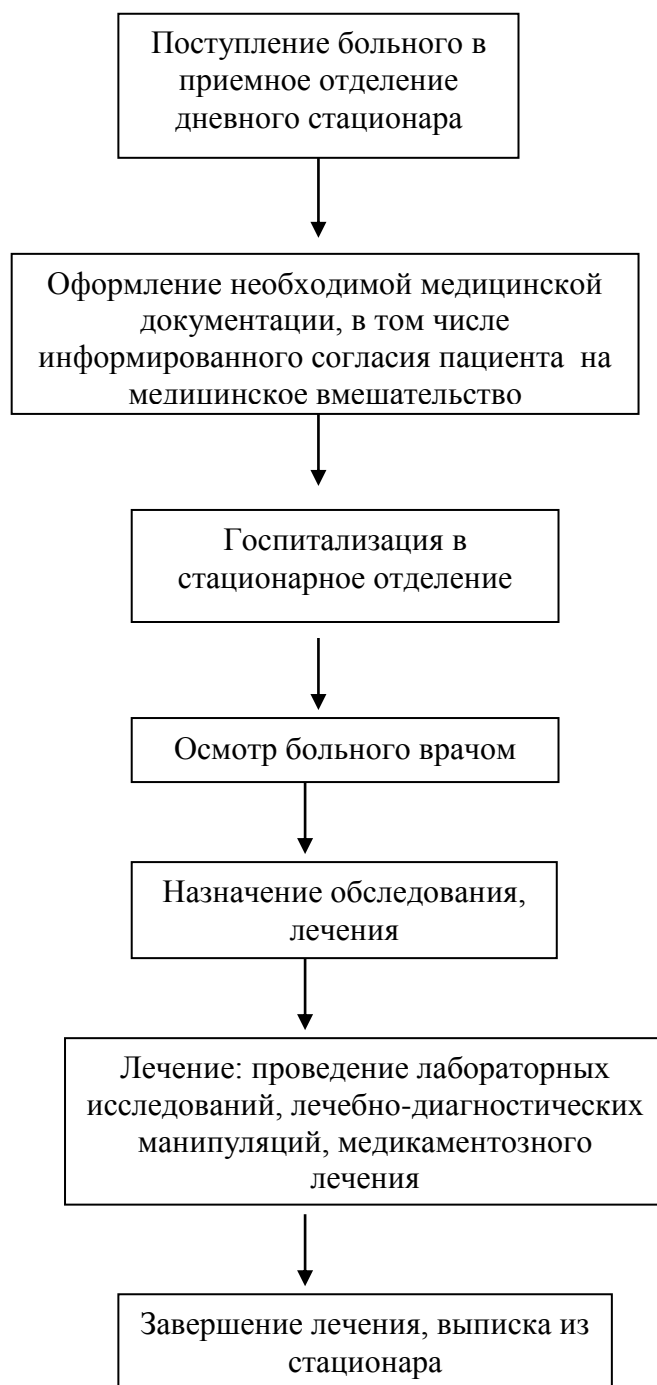 Поступление больного в
приемное отделение
дневного стационара
Оформление необходимой медицинской
документации, в том числе
информированного согласия пациента на
медицинское вмешательство
Госпитализация в
стационарное отделение
Осмотр больного врачом
Назначение обследования,
лечения
Лечение: проведение лабораторных
исследований, лечебно-диагностических
манипуляций, медикаментозного
лечения
Завершение лечения, выписка из
стационара